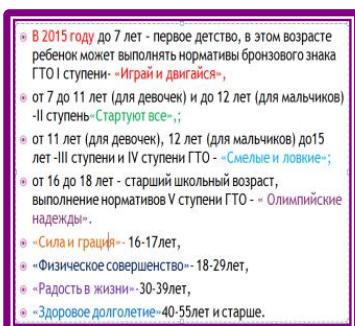 В 2015 году до 7 лет - первое детство, в этом возрасте
ребенок может выполнять нормативы бронзового знака
ГТО I ступени- «Играй и двигайся»,
от 7 до 11 лет (для девочек) и до 12 лет (для мальчиков)
-II ступень«Стартуют все»,;
от 11 лет (для девочек), 12 лет (для мальчиков) до15
лет -III ступени и IV ступени ГТО - «Смелые и ловкие»;
от 16 до 18 лет - старший школьный возраст,
выполнение нормативов V ступени ГТО - « Олимпийские
надежды».
«Сила и грация»- 16-17лет,
«Физическое совершенство»- 18-29лет,
«Радость в жизни»-30-39лет,
«Здоровое долголетие»40-55лет и старше.